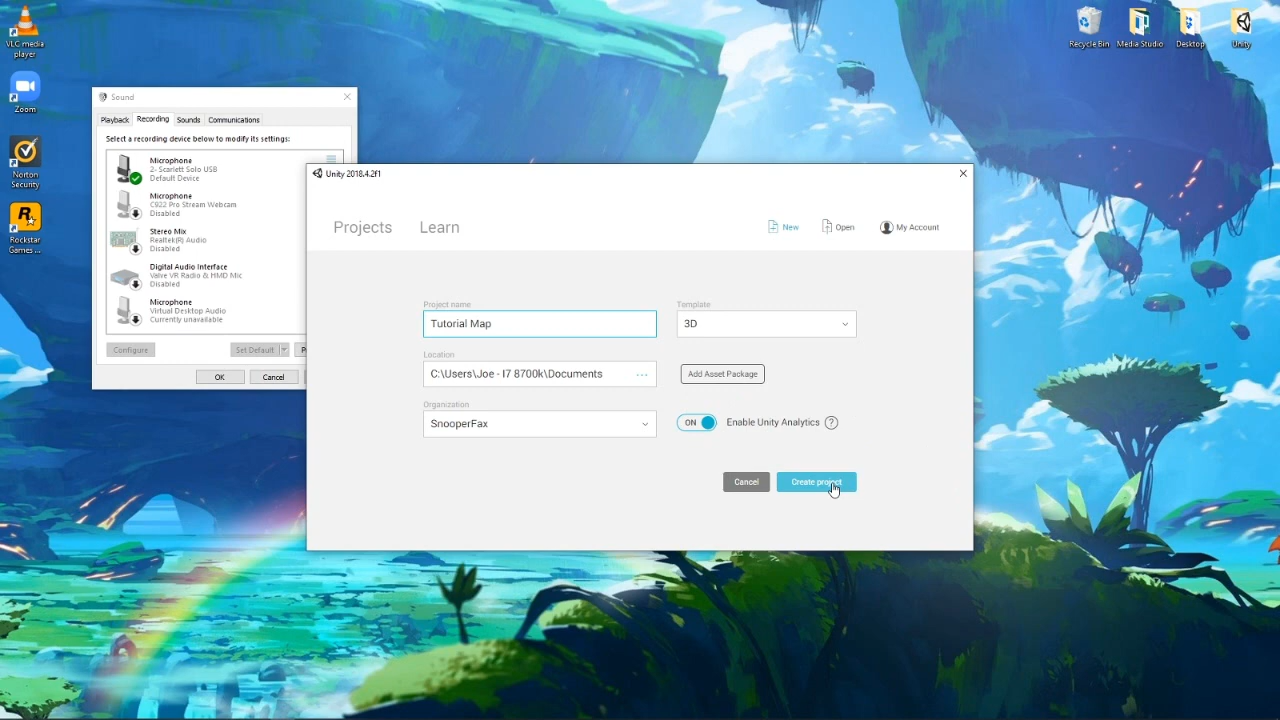 VLC media
player
Zoom
Norton
Security
Rockstar
Games ...
Recycle Bin
Media Studio
Desktop
Unity
Sound
Playback
Recording
Sounds
Communications
Select a recording device below to modify its settings:
Microphone
2- Scarlett Solo USB
Default Device
Microphone
C922 Pro Stream Webcam
Disabled
Stereo Mix
Realtek(R) Audio
Disabled
Digital Audio Interface
Valve VR Radio & HMD Mic
Disabled
Microphone
Virtual Desktop Audio
Currently unavailable
Configure
Set Default
OK
Cancel
Unity 2018.4.2f1
Projects
Learn
New
Open
My Account
Project name
Tutorial Map
Template
3D
Location
C:\Users\Joe - I7 8700k\Documents
...
Add Asset Package
Organization
SnooperFax
ON
Enable Unity Analytics
?
Cancel
Create project